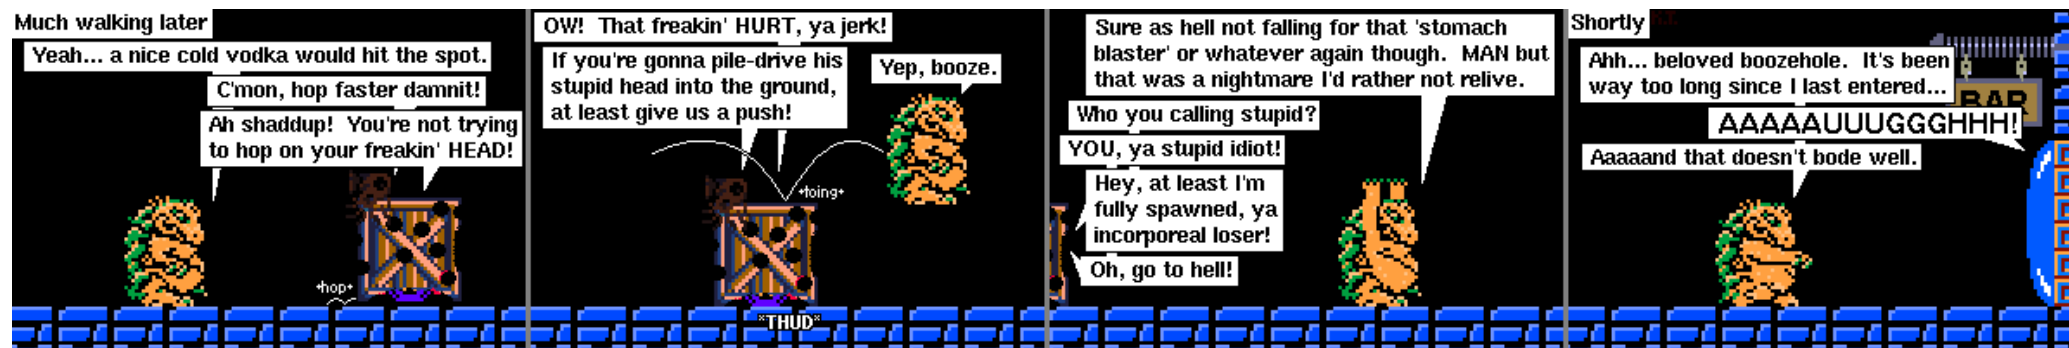 Much walking later
Yeah... a nice cold vodka would hit the spot.
C'mon, hop faster damnit!
Ah shaddup! You're not trying
to hop on your freakin' HEAD!
*hop*
OW! That freakin' HURT, ya jerk!
If you're gonna pile-drive his
stupid head into the ground,
at least give us a push!
Yep, booze.
*toing*
*THUD*
Sure as hell not falling for that 'stomach
blaster' or whatever again though. MAN but
that was a nightmare I'd rather not relive.
Who you calling stupid?
YOU, ya stupid idiot!
Hey, at least I'm
fully spawned, ya
incorporeal loser!
Oh, go to hell!
Shortly
Ahh... beloved boozehole. It's been
way too long since I last entered...
BAR
AAAAAUUUGGGHHH!
Aaaaand that doesn't bode well.